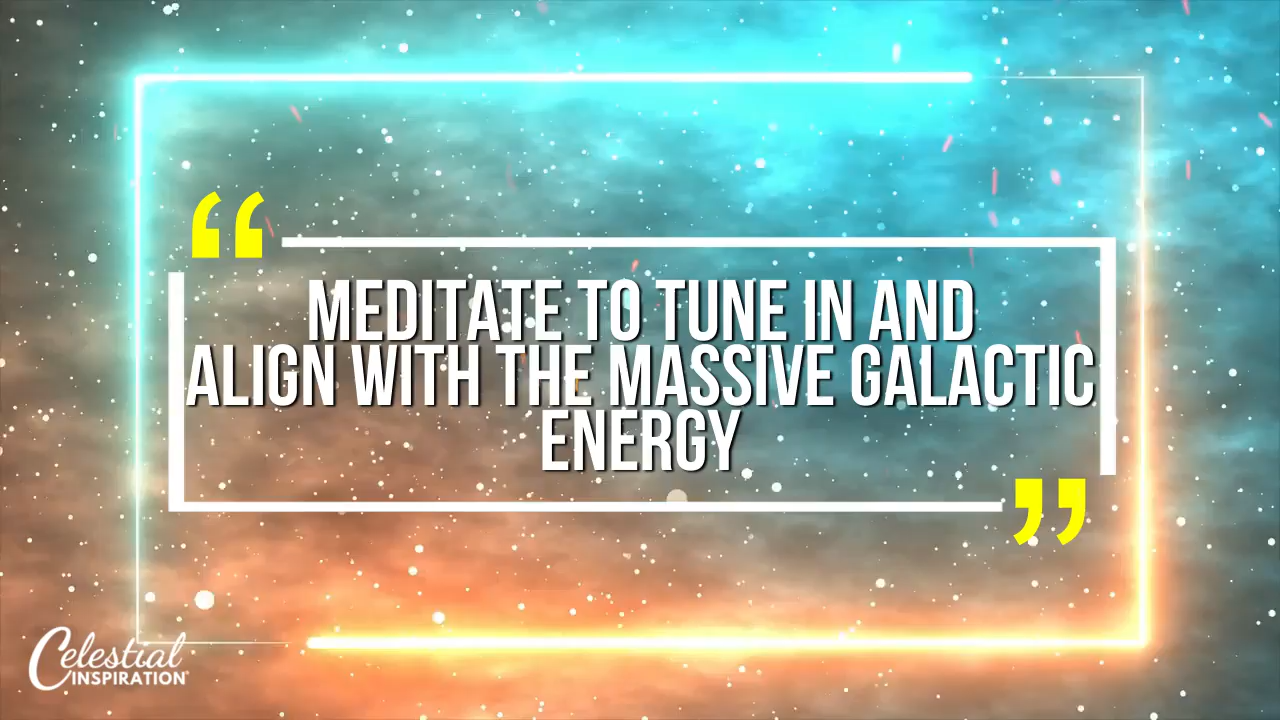 “
MEDITATE TO TUNE IN AND
ALIGN WITH THE MASSIVE GALACTIC
ENERGY
”
Celestial
INSPIRATION